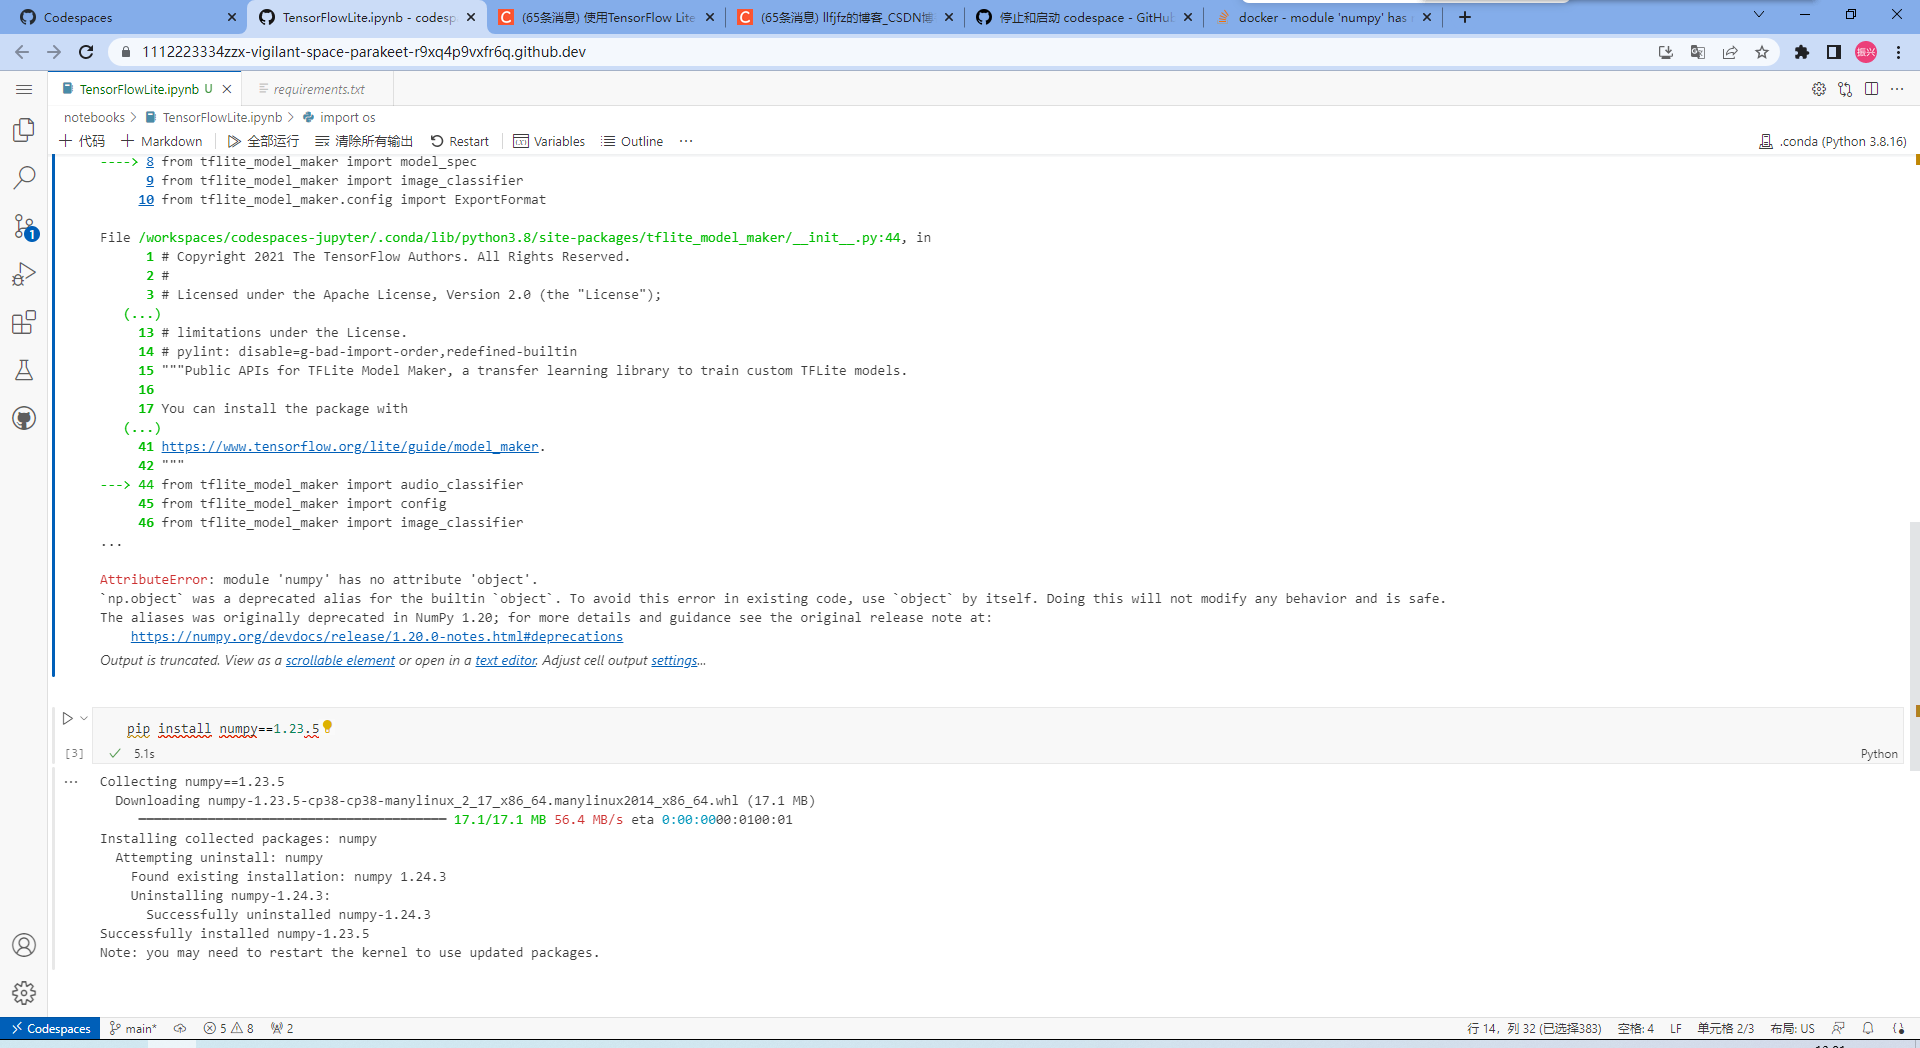 Codespaces
TensorFlowLite.ipynb - codesp
(65条消息) 使用TensorFlow Lite
(65条消息) llfjfz的博客_CSDN博
停止和启动 codespace - GitHub
docker - module 'numpy' has
1112223334zzx-vigilant-space-parakeet-r9xq4p9vxfr6q.github.dev
振兴
TensorFlowLite.ipynb U
requirements.txt
notebooks > TensorFlowLite.ipynb > import os
代码
Markdown
全部运行
清除所有输出
Restart
Variables
Outline
.conda (Python 3.8.16)
----> 8 from tflite_model_maker import model_spec
9 from tflite_model_maker import image_classifier
10 from tflite_model_maker.config import ExportFormat
File /workspaces/codespaces-jupyter/.conda/lib/python3.8/site-packages/tflite_model_maker/__init__.py:44, in
1 # Copyright 2021 The TensorFlow Authors. All Rights Reserved.
2 #
3 # Licensed under the Apache License, Version 2.0 (the "License");
(...)
13 # limitations under the License.
14 # pylint: disable=g-bad-import-order,redefined-builtin
15 """Public APIs for TFLite Model Maker, a transfer learning library to train custom TFLite models.
16
17 You can install the package with
(...)
41 https://www.tensorflow.org/lite/guide/model_maker.
42 """
---> 44 from tflite_model_maker import audio_classifier
45 from tflite_model_maker import config
46 from tflite_model_maker import image_classifier
...
AttributeError: module 'numpy' has no attribute 'object'.
`np.object` was a deprecated alias for the builtin `object`. To avoid this error in existing code, use `object` by itself. Doing this will not modify any behavior and is safe.
The aliases was originally deprecated in NumPy 1.20; for more details and guidance see the original release note at:
https://numpy.org/devdocs/release/1.20.0-notes.html#deprecations
Output is truncated. View as a scrollable element or open in a text editor. Adjust cell output settings...
pip install numpy==1.23.5
[3]
5.1s
Python
Collecting numpy==1.23.5
Downloading numpy-1.23.5-cp38-cp38-manylinux_2_17_x86_64.manylinux2014_x86_64.whl (17.1 MB)
17.1/17.1 MB 56.4 MB/s eta 0:00:0000:0100:01
Installing collected packages: numpy
Attempting uninstall: numpy
Found existing installation: numpy 1.24.3
Uninstalling numpy-1.24.3:
Successfully uninstalled numpy-1.24.3
Successfully installed numpy-1.23.5
Note: you may need to restart the kernel to use updated packages.
1
Codespaces
main*
5
8
2
行 14，列 32 (已选择383)
空格: 4
LF
单元格 2/3
布局: US